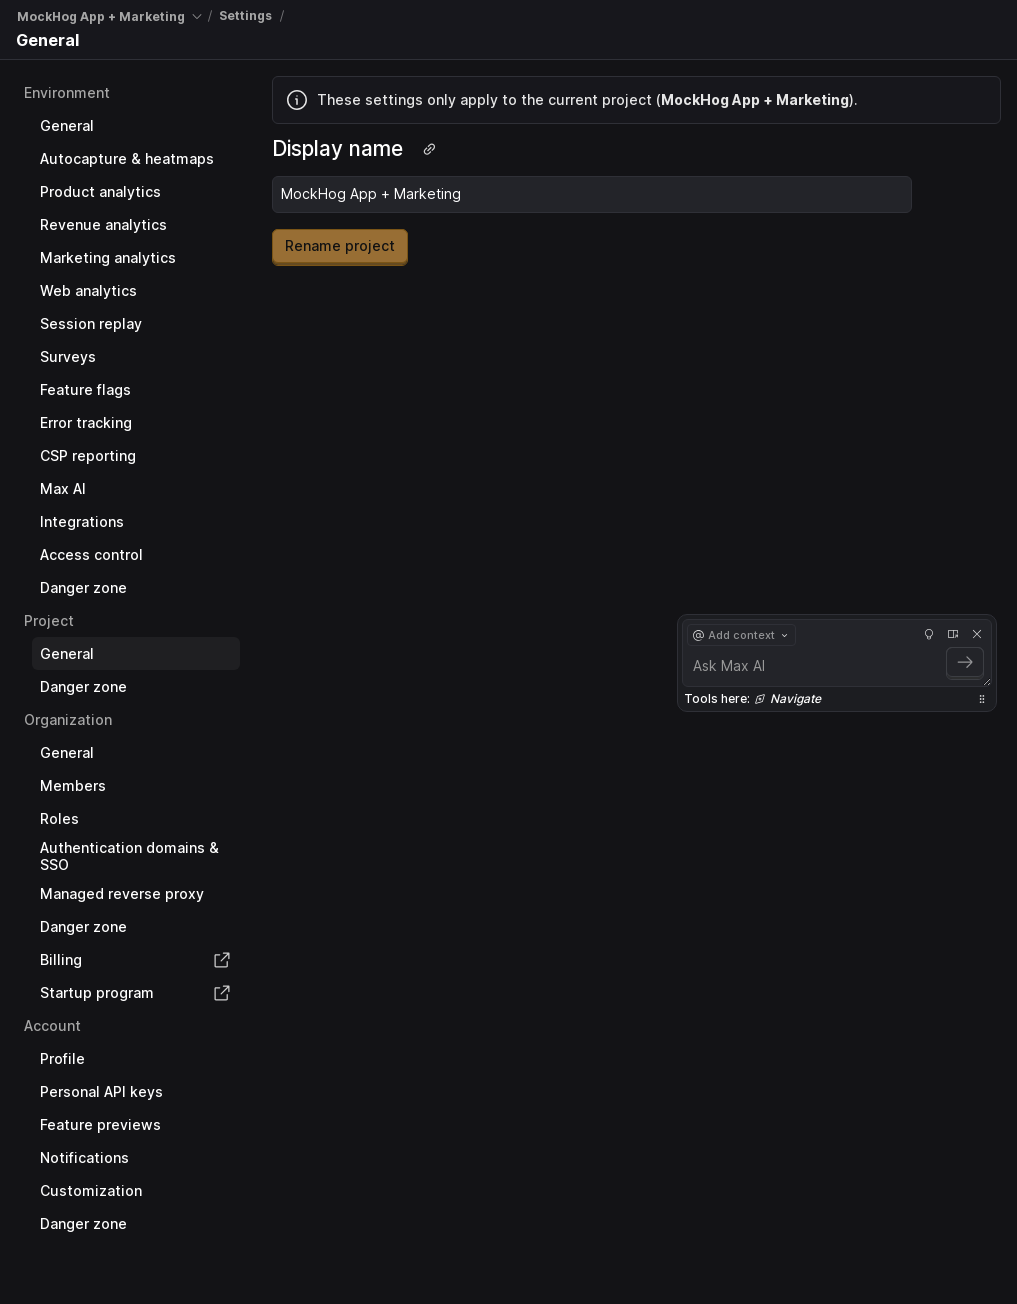 MockHog App + Marketing / Settings /
General
Environment
General
Autocapture & heatmaps
Product analytics
Revenue analytics
Marketing analytics
Web analytics
Session replay
Surveys
Feature flags
Error tracking
CSP reporting
Max AI
Integrations
Access control
Danger zone
Project
General
Danger zone
Organization
General
Members
Roles
Authentication domains &
SSO
Managed reverse proxy
Danger zone
Billing
Startup program
Account
Profile
Personal API keys
Feature previews
Notifications
Customization
Danger zone
These settings only apply to the current project (MockHog App + Marketing).
Display name
MockHog App + Marketing
Rename project
@ Add context
Ask Max AI
Tools here: Navigate